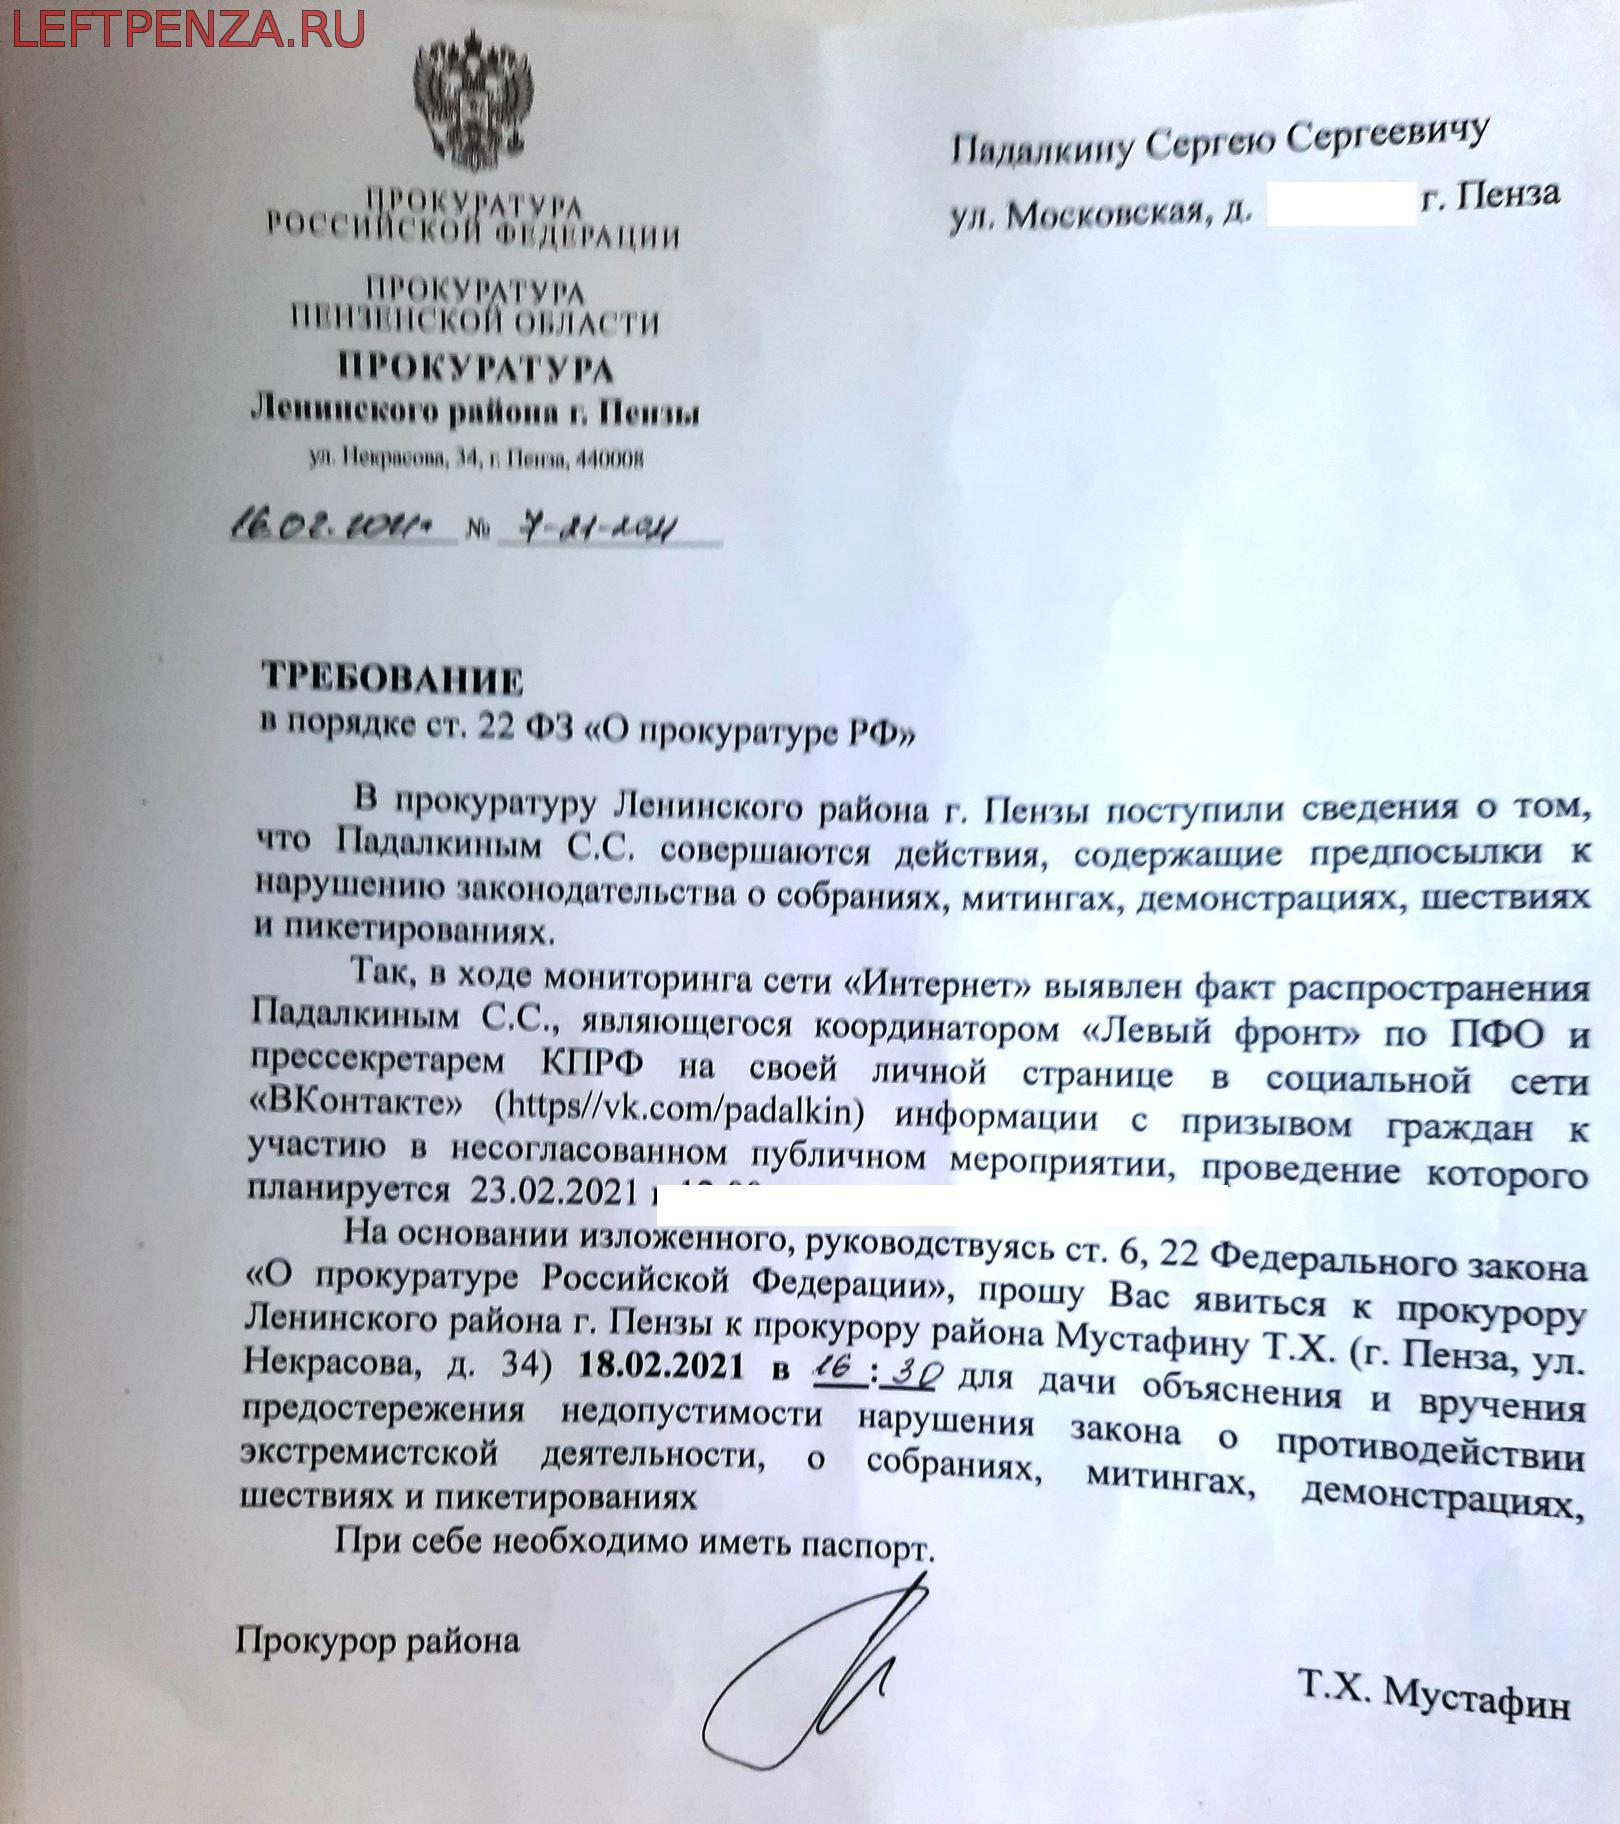 LEFTPENZA.RU
ПРОКУРАТУРА
РОССИЙСКОЙ ФЕДЕРАЦИИ
ПРОКУРАТУРА
ПЕНЗЕНСКОЙ ОБЛАСТИ
ПРОКУРАТУРА
Ленинского района г. Пензы
ул. Некрасова, 34, г. Пенза, 440008
16.02.2021г № 7-21-2021
Падалкину Сергею Сергеевичу
ул. Московская, д. г. Пенза
ТРЕБОВАНИЕ
в порядке ст. 22 ФЗ «О прокуратуре РФ»
В прокуратуру Ленинского района г. Пензы поступили сведения о том,
что Падалкиным С.С. совершаются действия, содержащие предпосылки к
нарушению законодательства о собраниях, митингах, демонстрациях, шествиях
и пикетированиях.
Так, в ходе мониторинга сети «Интернет» выявлен факт распространения
Падалкиным С.С., являющегося координатором «Левый фронт» по ПФО и
прессекретарем КПРФ на своей личной странице в социальной сети
«ВКонтакте» (https//vk.com/padalkin) информации с призывом граждан к
участию в несогласованном публичном мероприятии, проведение которого
планируется 23.02.2021
На основании изложенного, руководствуясь ст. 6, 22 Федерального закона
«О прокуратуре Российской Федерации», прошу Вас явиться к прокурору
Ленинского района г. Пензы к прокурору района Мустафину Т.Х. (г. Пенза, ул.
Некрасова, д. 34) 18.02.2021 в 16:30 для дачи объяснения и вручения
предостережения недопустимости нарушения закона о противодействии
экстремистской деятельности, о собраниях, митингах, демонстрациях,
шествиях и пикетированиях
При себе необходимо иметь паспорт.
Прокурор района
Т.Х. Мустафин